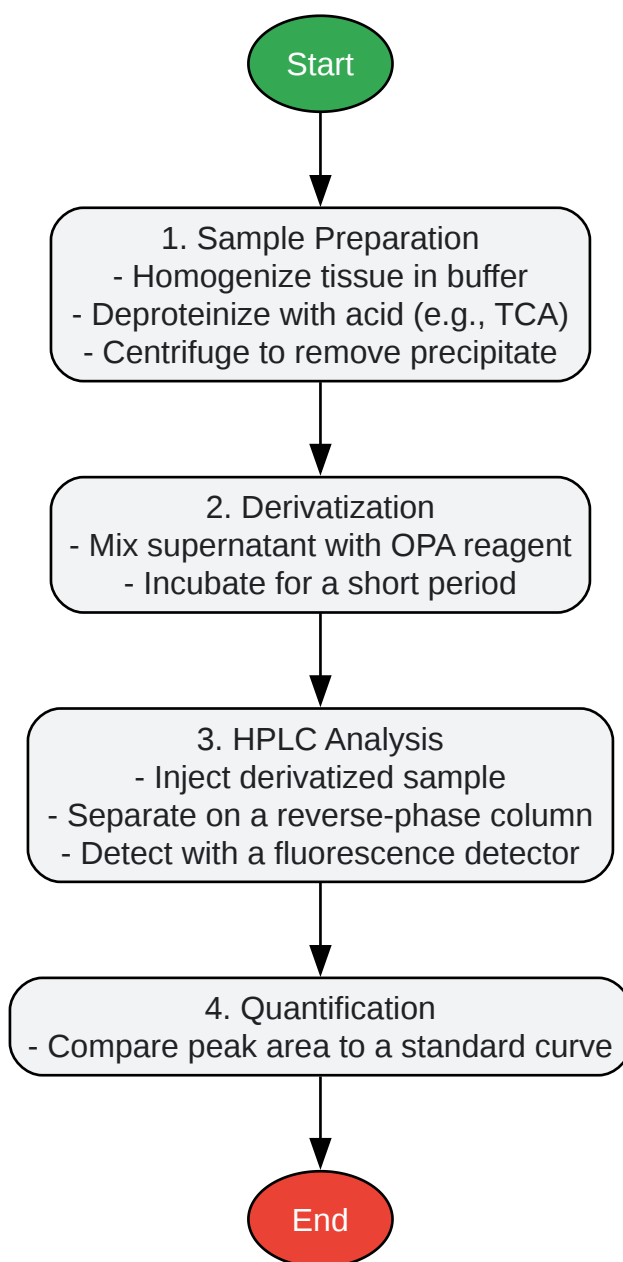 Start
1. Sample Preparation
- Homogenize tissue in buffer
- Deproteinize with acid (e.g., TCA)
- Centrifuge to remove precipitate
2. Derivatization
- Mix supernatant with OPA reagent
- Incubate for a short period
3. HPLC Analysis
- Inject derivatized sample
- Separate on a reverse-phase column
- Detect with a fluorescence detector
4. Quantification
- Compare peak area to a standard curve
End